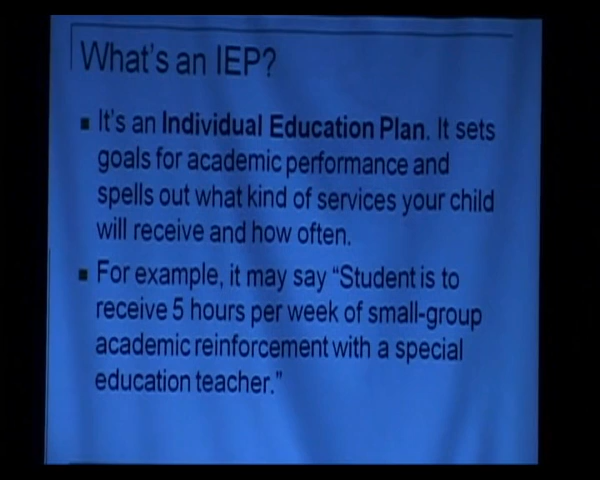 What's an IEP?
▪ It's an Individual Education Plan. It sets
goals for academic performance and
spells out what kind of services your child
will receive and how often.
▪ For example, it may say “Student is to
receive 5 hours per week of small-group
academic reinforcement with a special
education teacher.”